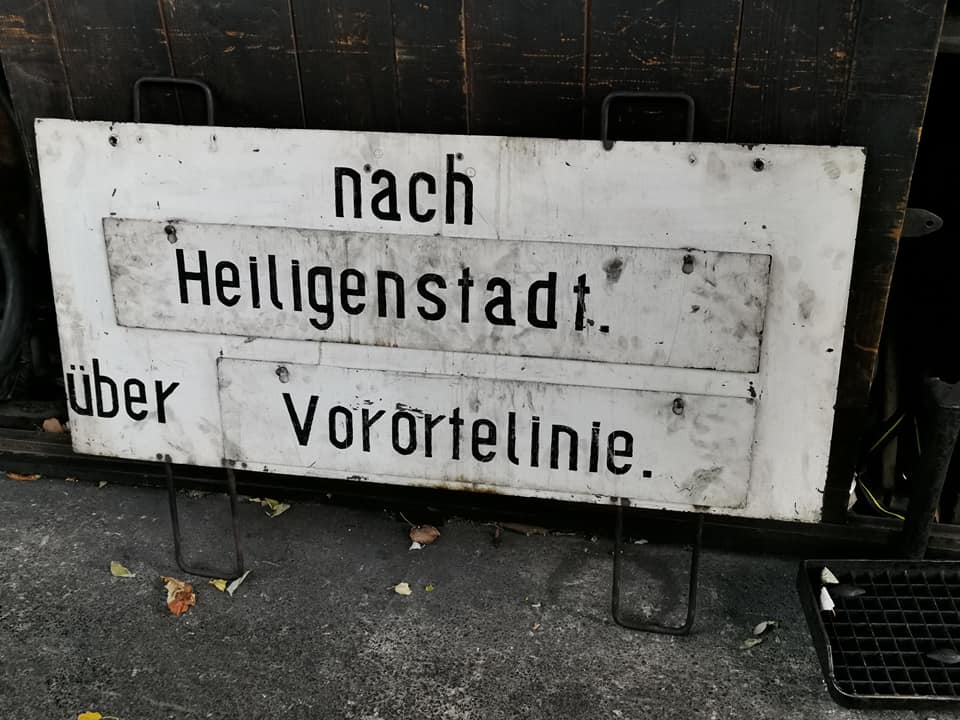 nach
Heiligenstadt.
über Vorortelinie.